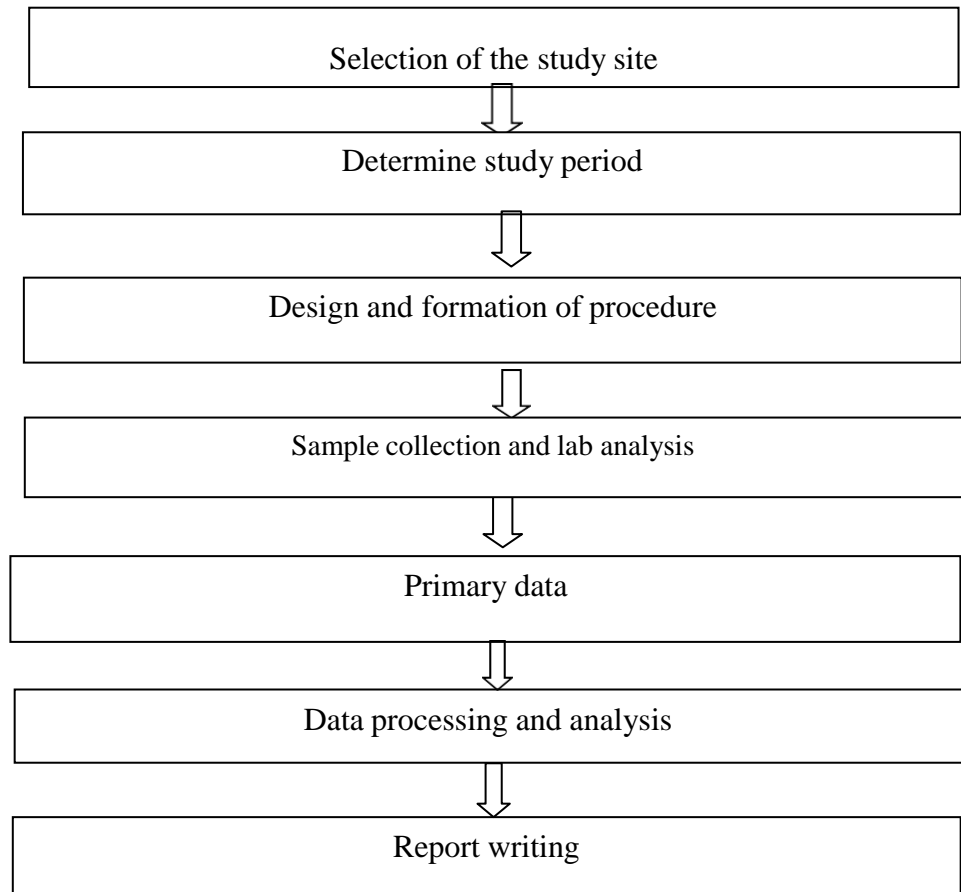 Selection of the study site
Determine study period
Design and formation of procedure
Sample collection and lab analysis
Primary data
Data processing and analysis
Report writing